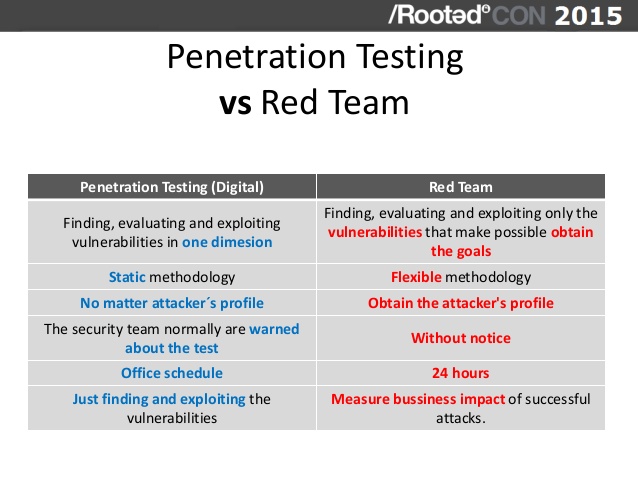 /Rooted® CON 2015
Penetration Testing
vs Red Team
Penetration Testing (Digital)
Red Team
Finding, evaluating and exploiting
vulnerabilities in one dimesion
Finding, evaluating and exploiting only the
vulnerabilities that make possible obtain
the goals
Static methodology
Flexible methodology
No matter attacker´s profile
Obtain the attacker's profile
The security team normally are warned
about the test
Without notice
Office schedule
24 hours
Just finding and exploiting the
vulnerabilities
Measure bussiness impact of successful
attacks.